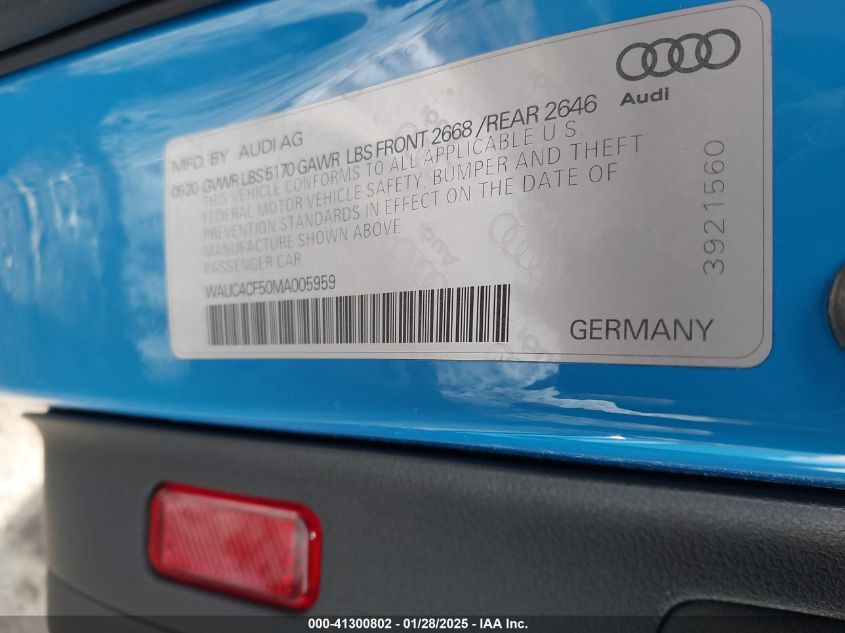 Audi
MFD BY AUDI AG
09.20 GVWR LBS 5170 GAWR LBS FRONT 2668 / REAR 2646
THIS VEHICLE CONFORMS TO ALL APPLICABLE U S
FEDERAL MOTOR VEHICLE SAFETY, BUMPER AND THEFT
PREVENTION STANDARDS IN EFFECT ON THE DATE OF
MANUFACTURE SHOWN ABOVE
PASSENGER CAR
WAUC4CF50MA005959
GERMANY
3921560
000-41300802 / 01/28/2025 - IAA Inc.